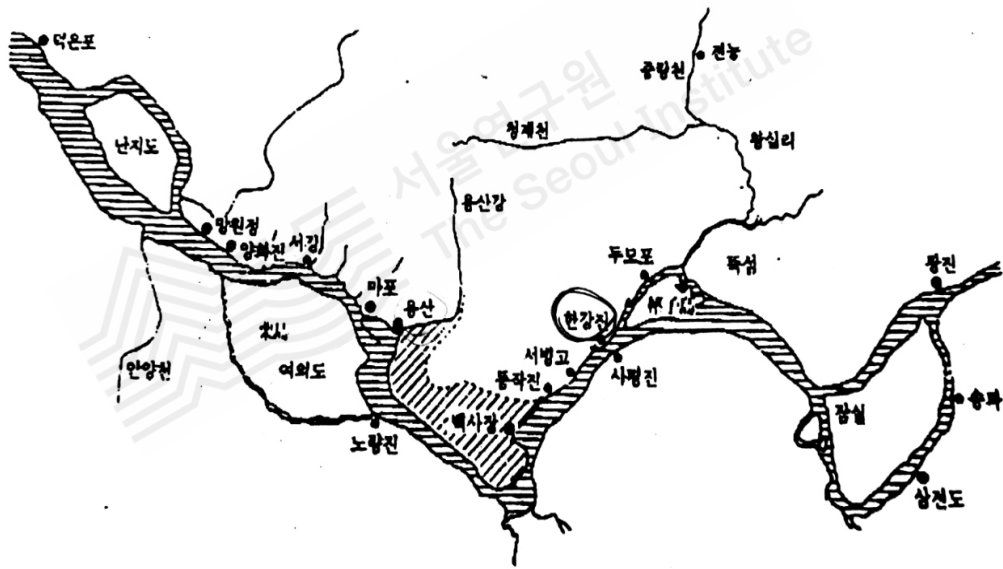 덕은포
전농
중랑천
난지도
청계천
왕십리
서울연구원
The Seoul Institute
용산강
망원정
양화진
서강
두모포
뚝섬
광진
마포
용산
한강진
서빙고
사평진
안양천
여의도
동작진
백사장
잠실
송파
노량진
삼전도